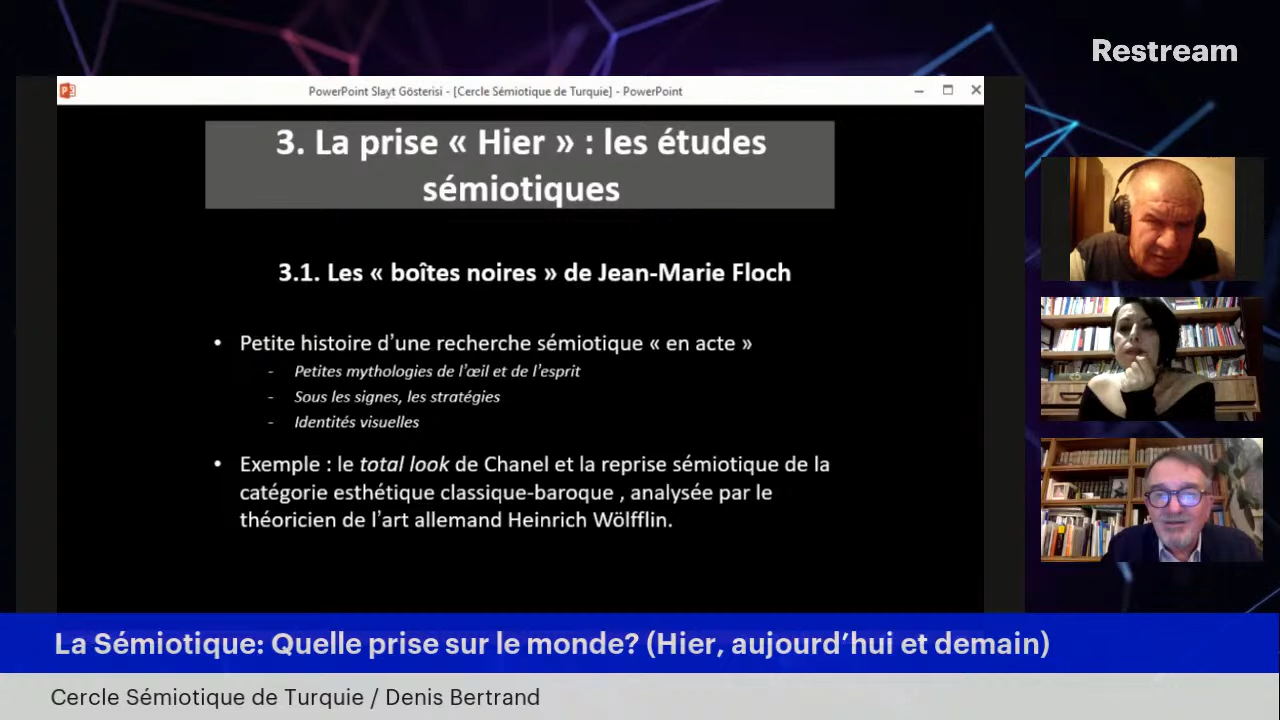 Restream
PowerPoint Slayt Gösterisi - [Cercle Sémiotique de Turquie] - PowerPoint
3. La prise « Hier » : les études
sémiotiques
3.1. Les « boîtes noires » de Jean-Marie Floch
• Petite histoire d’une recherche sémiotique « en acte »
- Petites mythologies de l’œil et de l’esprit
- Sous les signes, les stratégies
- Identités visuelles
• Exemple : le total look de Chanel et la reprise sémiotique de la
catégorie esthétique classique-baroque , analysée par le
théoricien de l’art allemand Heinrich Wölfflin.
La Sémiotique: Quelle prise sur le monde? (Hier, aujourd’hui et demain)
Cercle Sémiotique de Turquie / Denis Bertrand